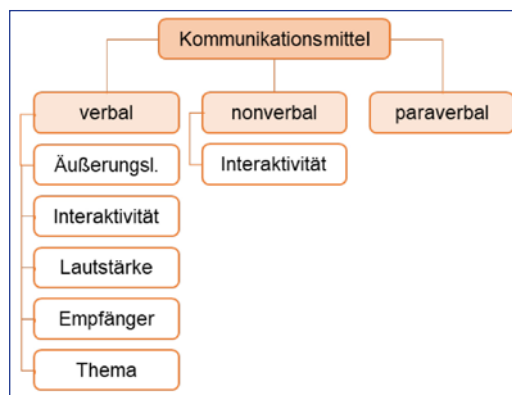 Kommunikationsmittel
verbal
nonverbal
paraverbal
Äußerungsl.
Interaktivität
Interaktivität
Lautstärke
Empfänger
Thema